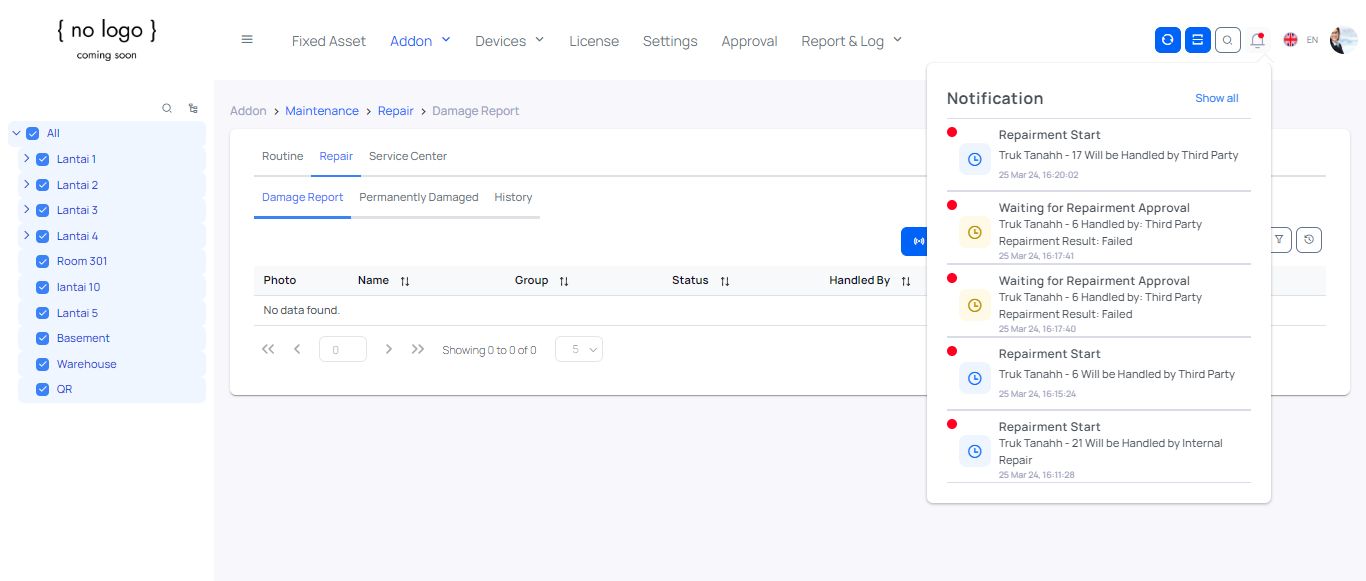 { no logo }
coming soon
Fixed Asset
Addon
Devices
License
Settings
Approval
Report & Log
EN
All
Lantai 1
Lantai 2
Lantai 3
Lantai 4
Room 301
lantai 10
Lantai 5
Basement
Warehouse
QR
Addon > Maintenance > Repair > Damage Report
Routine
Repair
Service Center
Damage Report
Permanently Damaged
History
Photo
Name
Group
Status
Handled By
No data found.
0
Showing 0 to 0 of 0
5
Notification
Show all
Repairment Start
Truk Tanahh - 17 Will be Handled by Third Party
25 Mar 24, 16:20:02
Waiting for Repairment Approval
Truk Tanahh - 6 Handled by: Third Party
Repairment Result: Failed
25 Mar 24, 16:17:41
Waiting for Repairment Approval
Truk Tanahh - 6 Handled by: Third Party
Repairment Result: Failed
25 Mar 24, 16:17:40
Repairment Start
Truk Tanahh - 6 Will be Handled by Third Party
25 Mar 24, 16:15:24
Repairment Start
Truk Tanahh - 21 Will be Handled by Internal
Repair
25 Mar 24, 16:11:28